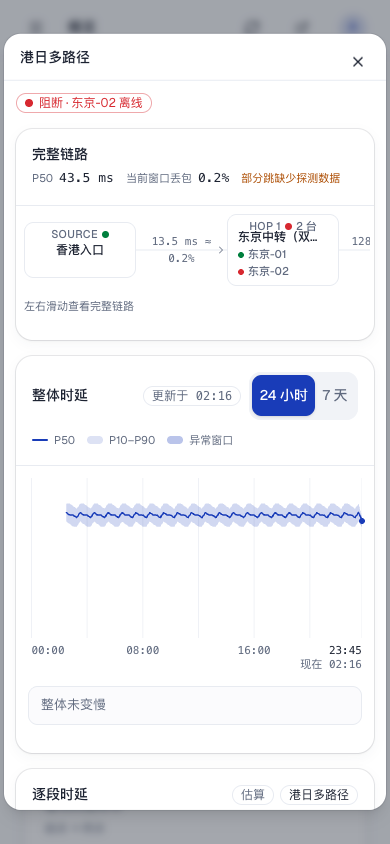 港日多路径
阻断 · 东京-02 离线
完整链路
P50 43.5 ms 当前窗口丢包 0.2% 部分跳缺少探测数据
SOURCE
香港入口
13.5 ms ≈
0.2%
HOP 1 2 台
东京中转（双…
东京-01
东京-02
128
左右滑动查看完整链路
整体时延
更新于 02:16
24 小时
7 天
P50
P10–P90
异常窗口
00:00 08:00 16:00 23:45
现在 02:16
整体未变慢
逐段时延
估算
港日多路径